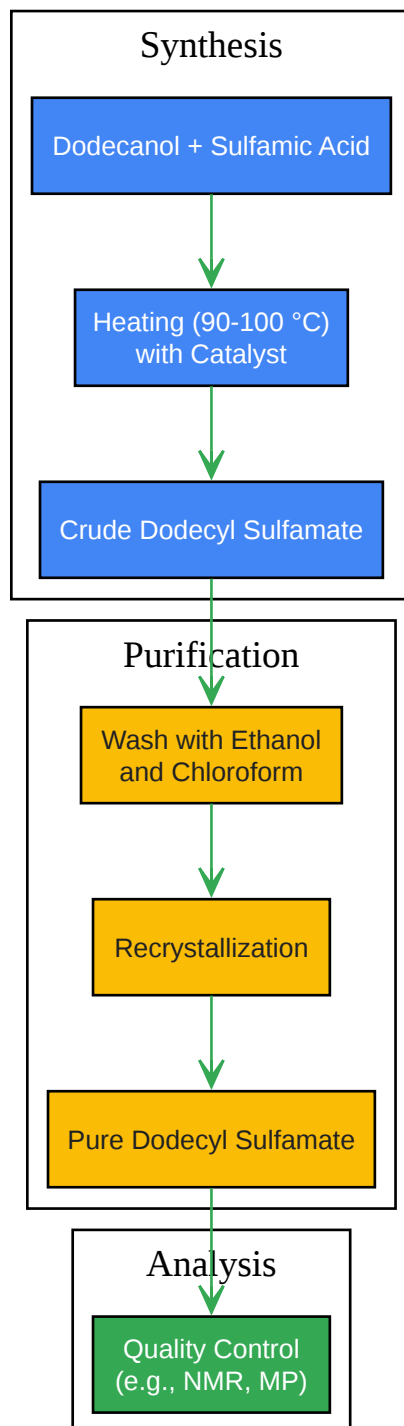 Synthesis
Dodecanol + Sulfamic Acid
Heating (90-100 °C)
with Catalyst
Crude Dodecyl Sulfamate
Purification
Wash with Ethanol
and Chloroform
Recrystallization
Pure Dodecyl Sulfamate
Analysis
Quality Control
(e.g., NMR, MP)